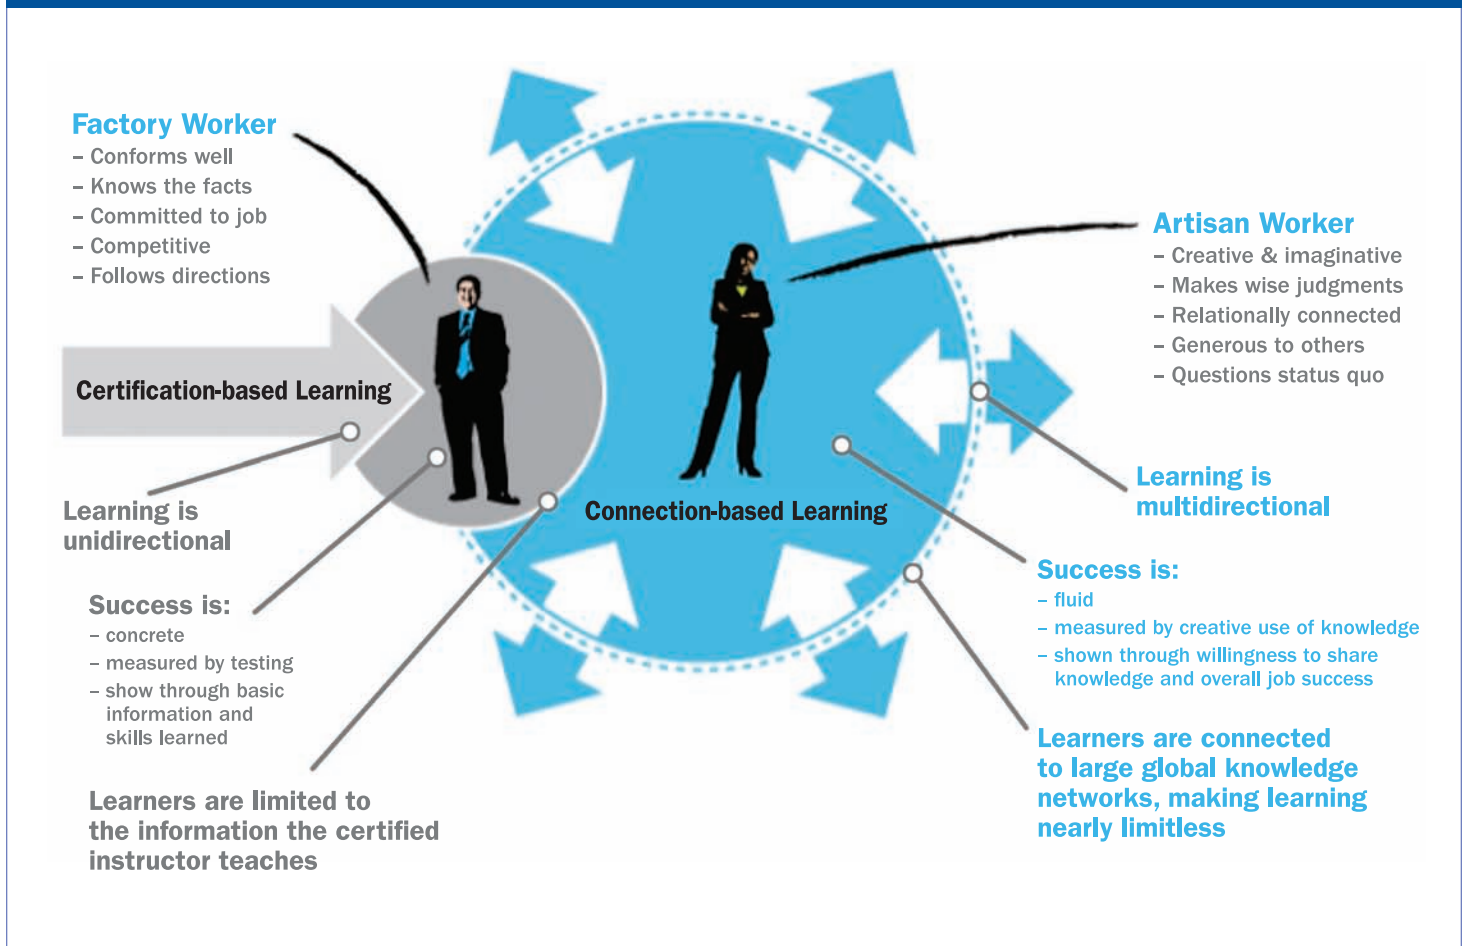 Factory Worker
– Conforms well
– Knows the facts
– Committed to job
– Competitive
– Follows directions
Artisan Worker
– Creative & imaginative
– Makes wise judgments
– Relationally connected
– Generous to others
– Questions status quo
Certification-based Learning
Connection-based Learning
Learning is
unidirectional
Success is:
– concrete
– measured by testing
– show through basic
information and
skills learned
Learners are limited to
the information the certified
instructor teaches
Learning is
multidirectional
Success is:
– fluid
– measured by creative use of knowledge
– shown through willingness to share
knowledge and overall job success
Learners are connected
to large global knowledge
networks, making learning
nearly limitless